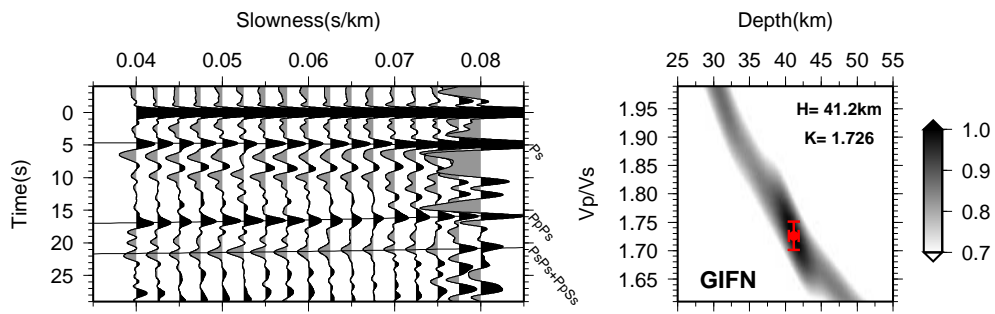 Slowness(s/km)
0.04 0.05 0.06 0.07 0.08
Time(s)
0
5
10
15
20
25
Ps
PpPs
PsPs+PpSs
Depth(km)
25 30 35 40 45 50 55
Vp/Vs
1.95
1.90
1.85
1.80
1.75
1.70
1.65
H= 41.2km
K= 1.726
GIFN
1.0
0.9
0.8
0.7